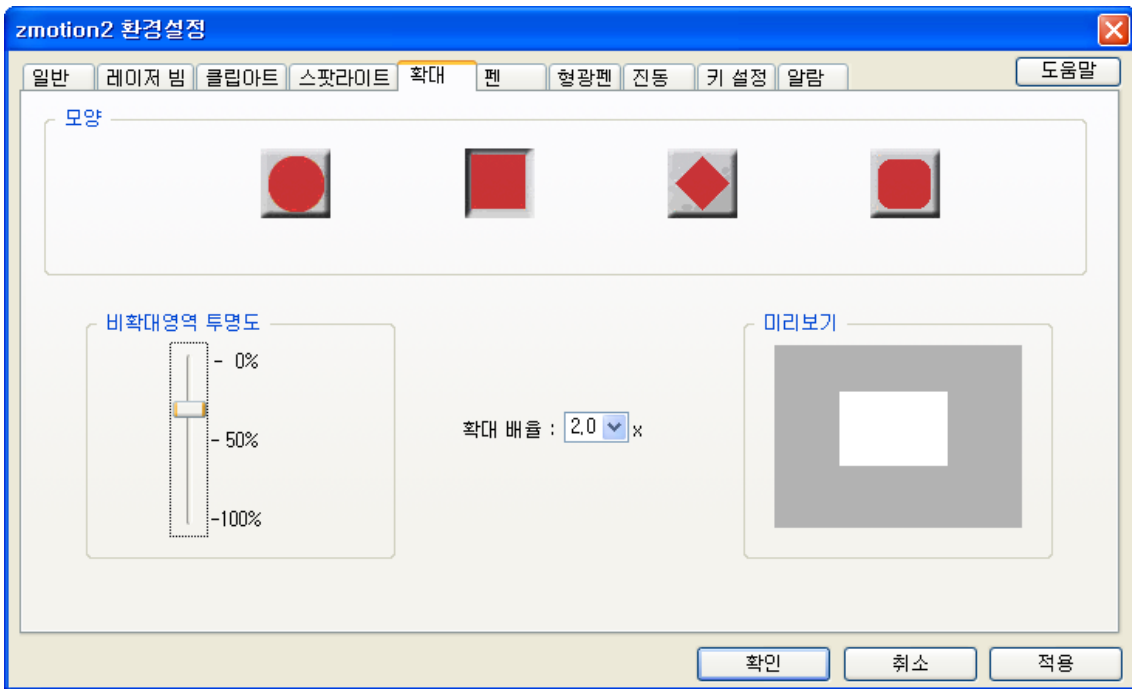 zmotion2 환경설정
일반 레이저 빔 클립아트 스팟라이트 확대 펜 형광펜 진동 키 설정 알람 도움말
모양
비확대영역 투명도 미리보기
- 0%
- 50%
확대 배율 : 2.0 x
-100%
확인 취소 적용